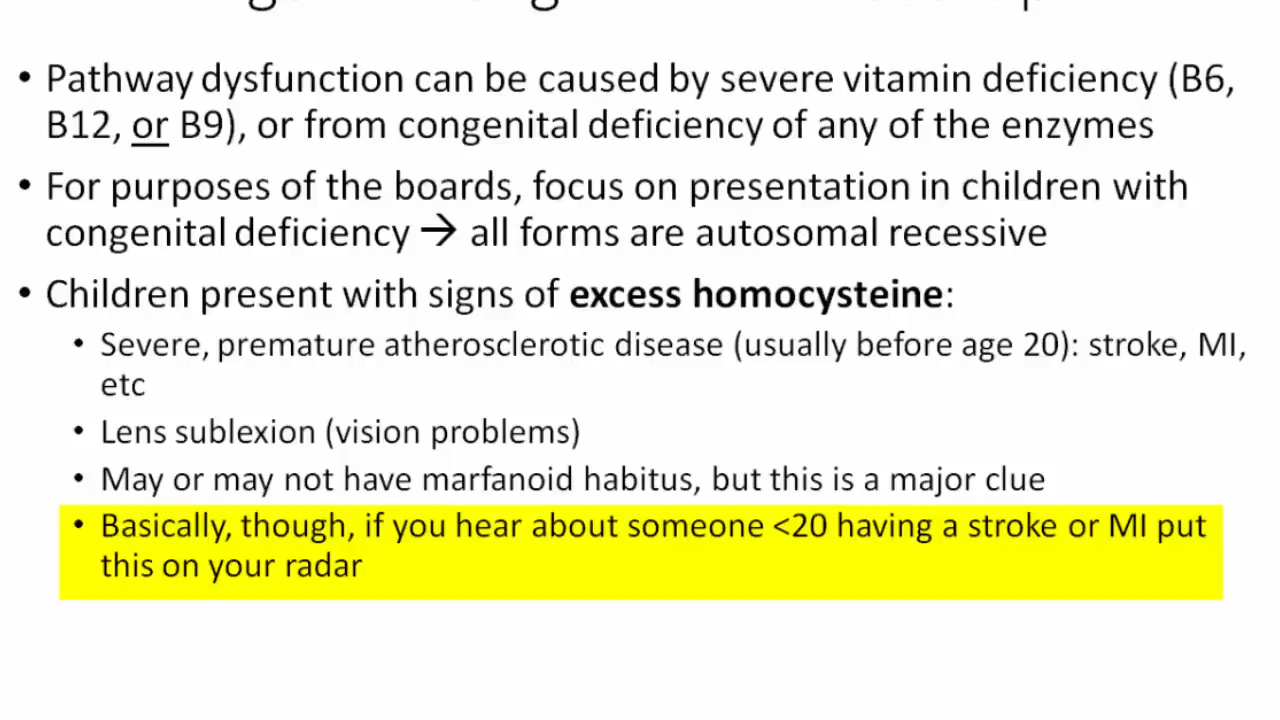 • Pathway dysfunction can be caused by severe vitamin deficiency (B6,
B12, or B9), or from congenital deficiency of any of the enzymes
• For purposes of the boards, focus on presentation in children with
congenital deficiency → all forms are autosomal recessive
• Children present with signs of excess homocysteine:
• Severe, premature atherosclerotic disease (usually before age 20): stroke, MI,
etc
• Lens sublexion (vision problems)
• May or may not have marfanoid habitus, but this is a major clue
• Basically, though, if you hear about someone <20 having a stroke or MI put
this on your radar